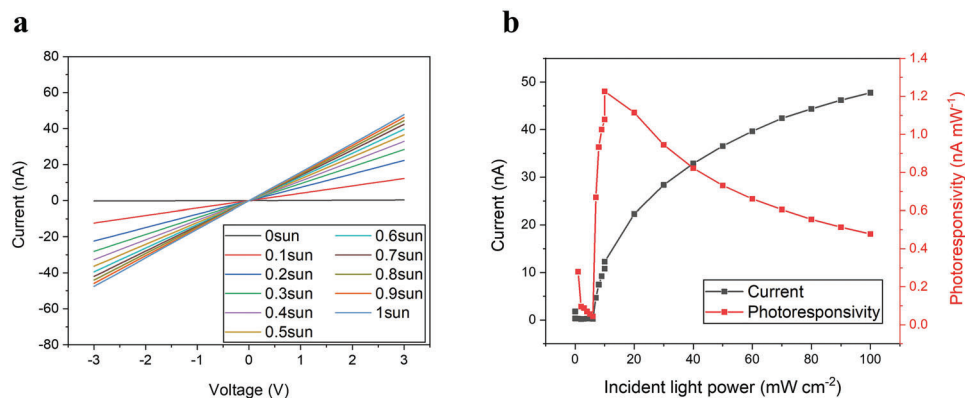 a
Current (nA)
80
60
40
20
0
-20
-40
-60
-80
0sun
0.1sun
0.2sun
0.3sun
0.4sun
0.5sun
0.6sun
0.7sun
0.8sun
0.9sun
1sun
-3 -2 -1 0 1 2 3
Voltage (V)
b
Current (nA)
50
40
30
20
10
0
Current
Photoresponsivity
0 20 40 60 80 100
Incident light power (mW cm⁻²)
1.4
1.2
1.0
0.8
0.6
0.4
0.2
0.0
Photoresponsivity (nA mW⁻¹)